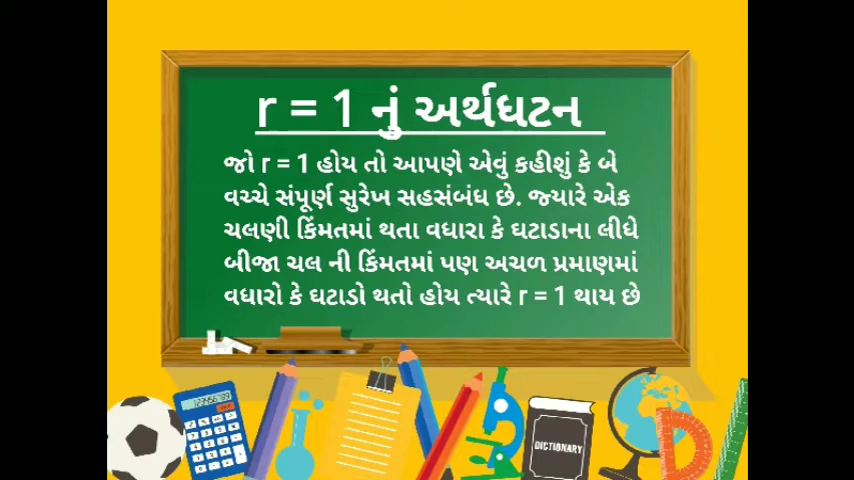 r = 1 નું અર્થધટન
જો r = 1 હોય તો આપણે એવું કહીશું કે બે
વચ્ચે સંપૂર્ણ સુરેખ સહસંબંધ છે. જ્યારે એક
ચલણી કિંમતમાં થતા વધારા કે ઘટાડાના લીધે
બીજા ચલ ની કિંમતમાં પણ અચળ પ્રમાણમાં
વધારો કે ઘટાડો થતો હોય ત્યારે r = 1 થાય છે
DICTIONARY